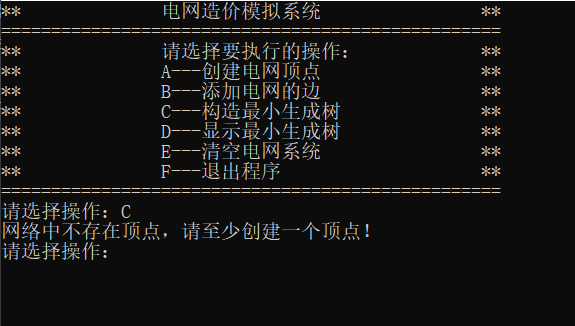 ** 电网造价模拟系统 **
==================================================
** 请选择要执行的操作: **
** A---创建电网顶点 **
** B---添加电网的边 **
** C---构造最小生成树 **
** D---显示最小生成树 **
** E---清空电网系统 **
** F---退出程序 **
==================================================
请选择操作: C
网络中不存在顶点，请至少创建一个顶点!
请选择操作: